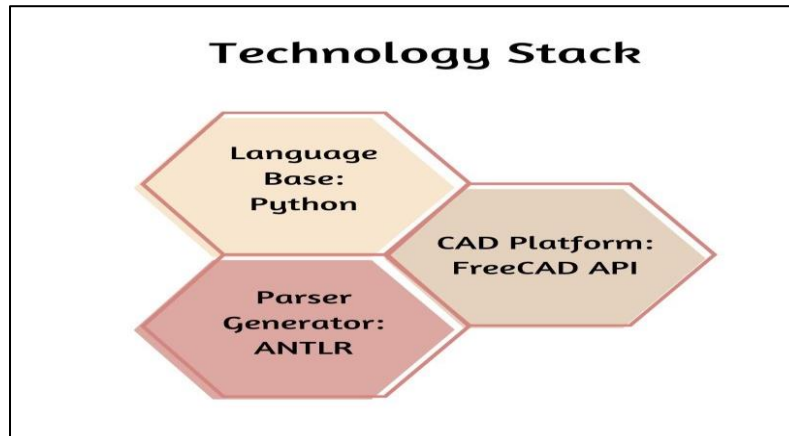 Technology Stack
Language
Base:
Python
CAD Platform:
FreeCAD API
Parser
Generator:
ANTLR